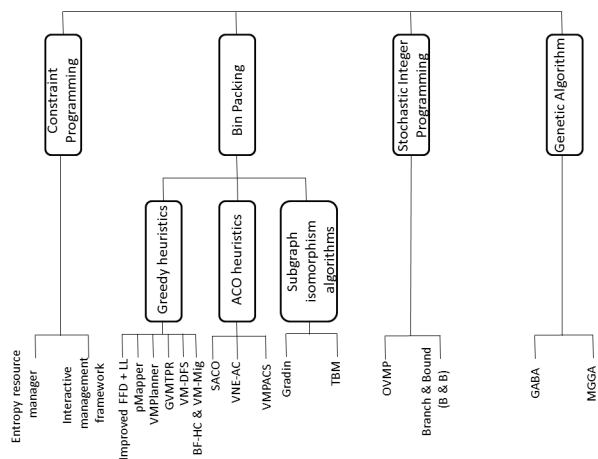 Constraint
Programming
Bin Packing
Stochastic Integer
Programming
Genetic Algorithm
Greedy heuristics
ACO heuristics
Subgraph
isomorphism
algorithms
Entropy resource
manager
Interactive
management
framework
Improved FFD + LL
pMapper
VMPlanner
GVMTPR
VM-DFS
BF-HC & VM-Mig
SACO
VNE-AC
VMPACS
Gradin
TBM
OVMP
Branch & Bound
(B & B)
GABA
MGGA